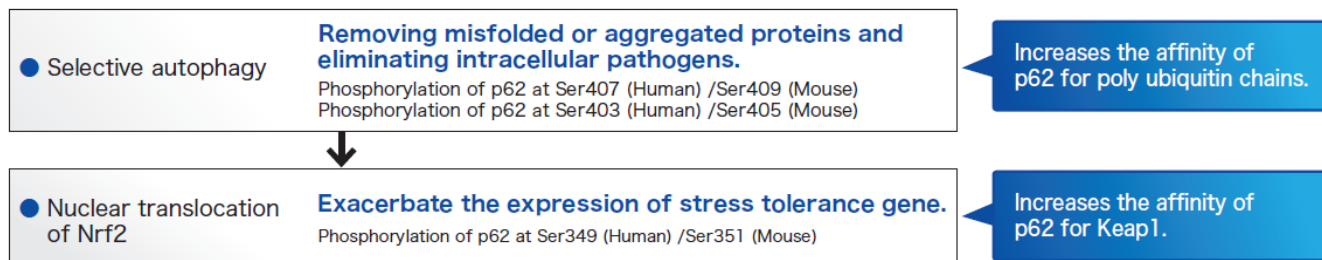 ● Selective autophagy
Removing misfolded or aggregated proteins and
eliminating intracellular pathogens.
Phosphorylation of p62 at Ser407 (Human) /Ser409 (Mouse)
Phosphorylation of p62 at Ser403 (Human) /Ser405 (Mouse)
Increases the affinity of
p62 for poly ubiquitin chains.
● Nuclear translocation
of Nrf2
Exacerbate the expression of stress tolerance gene.
Phosphorylation of p62 at Ser349 (Human) /Ser351 (Mouse)
Increases the affinity of
p62 for Keap1.